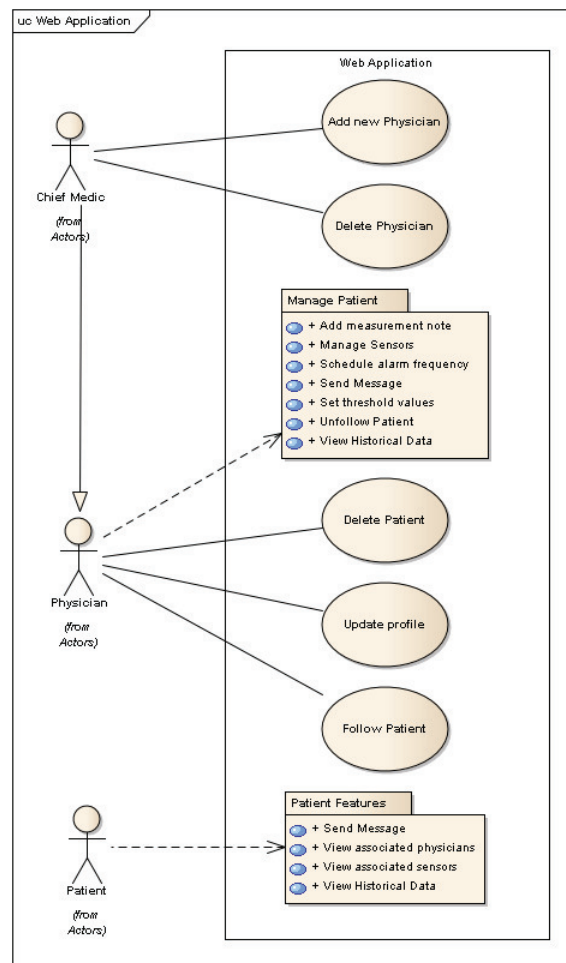 uc Web Application
Web Application
Add new Physician
Chief Medic
(from
Actors)
Delete Physician
Manage Patient
+ Add measurement note
+ Manage Sensors
+ Schedule alarm frequency
+ Send Message
+ Set threshold values
+ Unfollow Patient
+ View Historical Data
Delete Patient
Physician
(from
Actors)
Update profile
Follow Patient
Patient Features
+ Send Message
+ View associated physicians
+ View associated sensors
+ View Historical Data
Patient
(from
Actors)